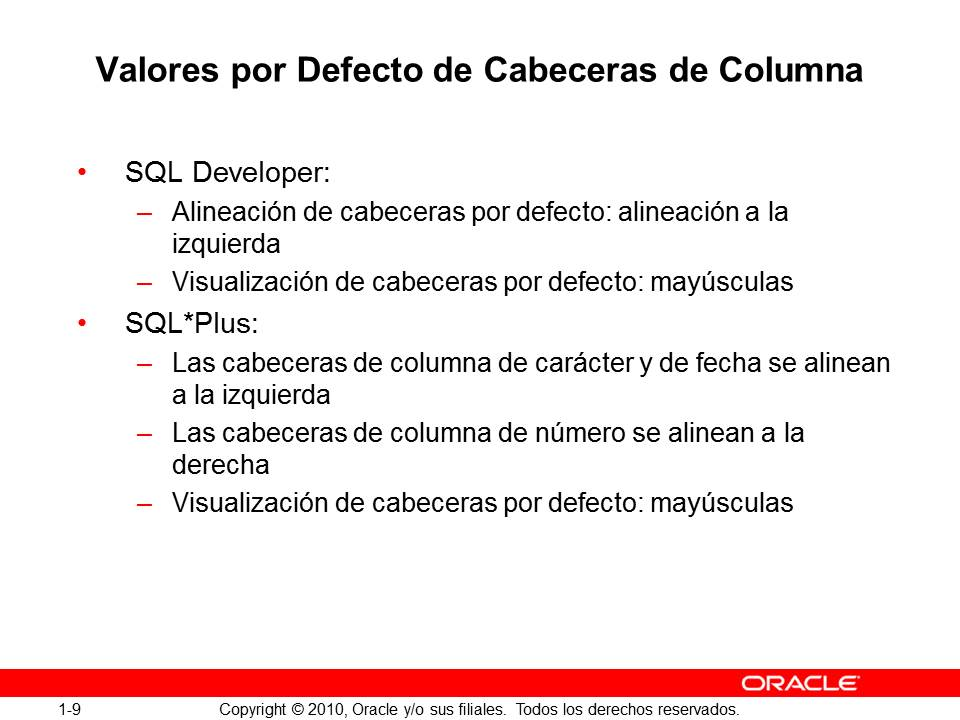 Valores por Defecto de Cabeceras de Columna
• SQL Developer:
– Alineación de cabeceras por defecto: alineación a la
izquierda
– Visualización de cabeceras por defecto: mayúsculas
• SQL*Plus:
– Las cabeceras de columna de carácter y de fecha se alinean
a la izquierda
– Las cabeceras de columna de número se alinean a la
derecha
– Visualización de cabeceras por defecto: mayúsculas
ORACLE
1-9 Copyright © 2010, Oracle y/o sus filiales. Todos los derechos reservados.